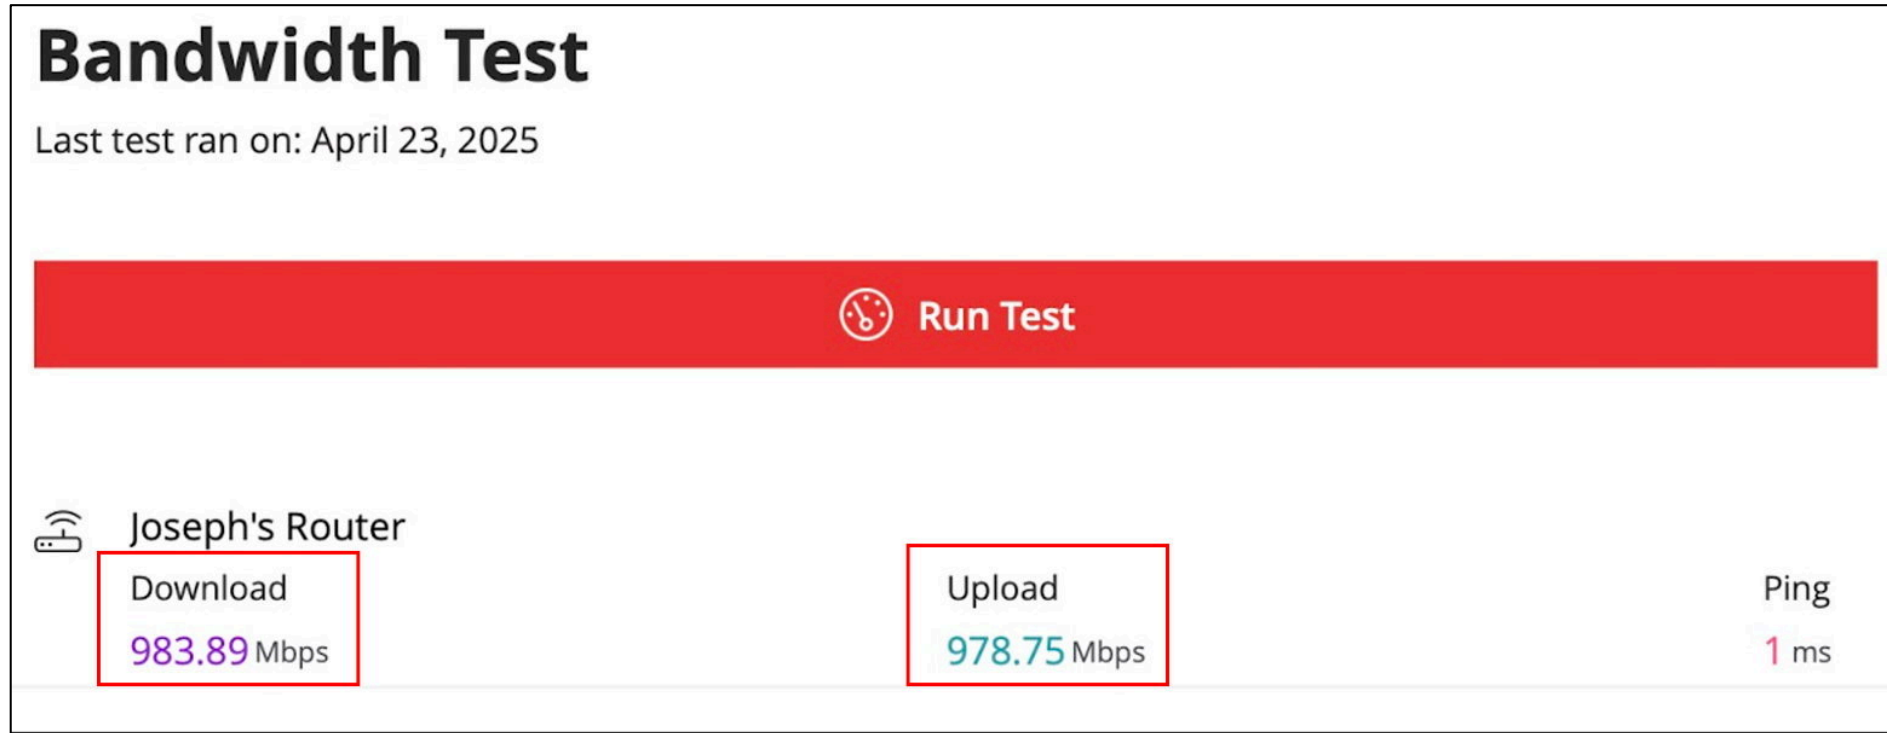 Bandwidth Test
Last test ran on: April 23, 2025
Run Test
Joseph's Router
Download Upload Ping
983.89 Mbps 978.75 Mbps 1 ms